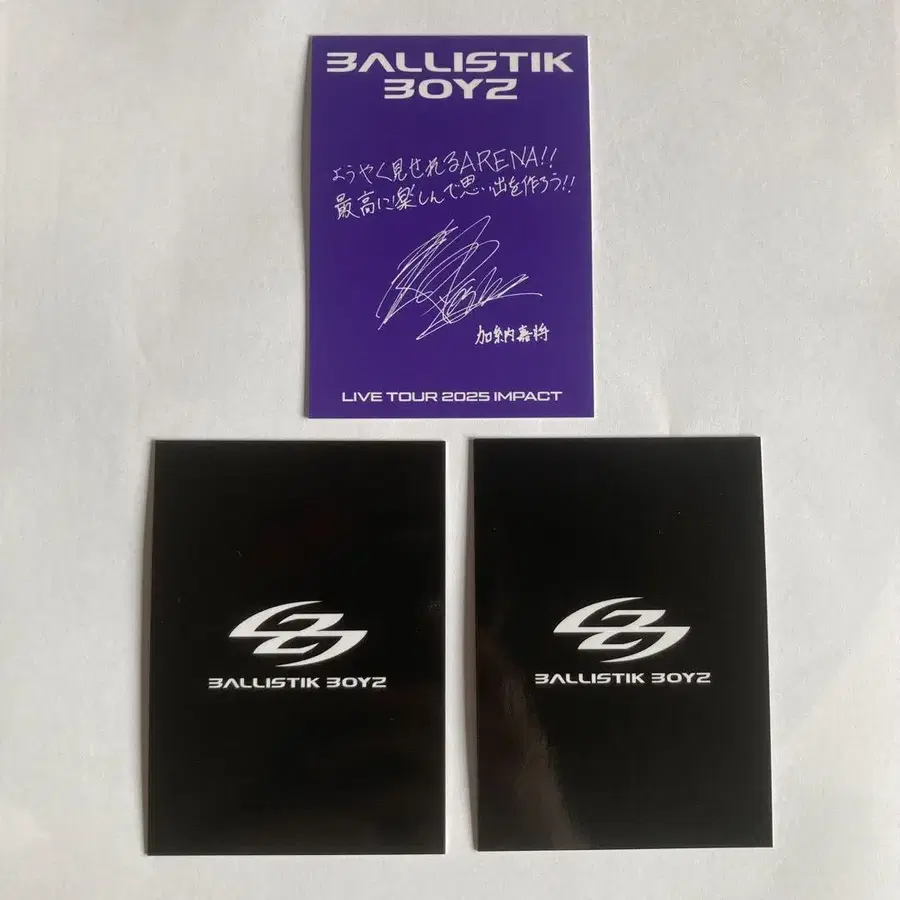 BALLISTIK
BOYZ
ようやく見せれるARENA!!
最高に楽しんで思い出を作ろう!!
加納嘉将
LIVE TOUR 2025 IMPACT
BALLISTIK BOYZ
BALLISTIK BOYZ